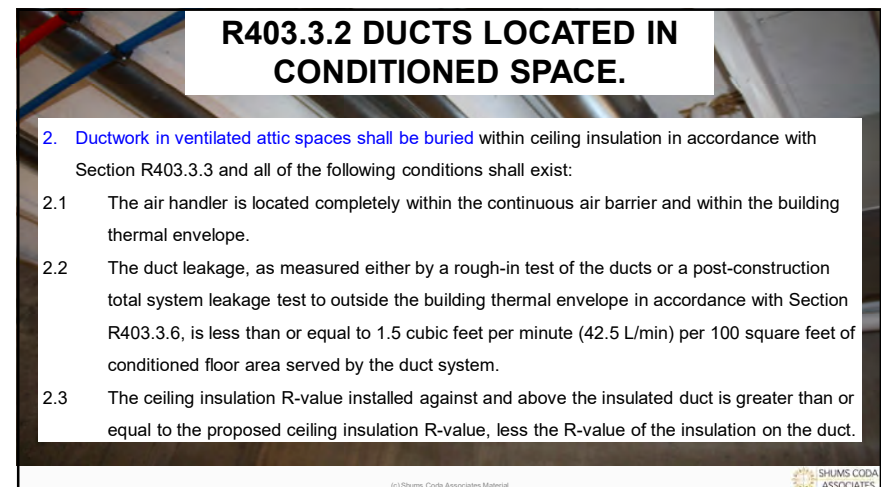 R403.3.2 DUCTS LOCATED IN
CONDITIONED SPACE.
2. Ductwork in ventilated attic spaces shall be buried within ceiling insulation in accordance with
Section R403.3.3 and all of the following conditions shall exist:
2.1 The air handler is located completely within the continuous air barrier and within the building
thermal envelope.
2.2 The duct leakage, as measured either by a rough-in test of the ducts or a post-construction
total system leakage test to outside the building thermal envelope in accordance with Section
R403.3.6, is less than or equal to 1.5 cubic feet per minute (42.5 L/min) per 100 square feet of
conditioned floor area served by the duct system.
2.3 The ceiling insulation R-value installed against and above the insulated duct is greater than or
equal to the proposed ceiling insulation R-value, less the R-value of the insulation on the duct.
(c) Shums Coda Associates Material
SHUMS CODA
ASSOCIATES